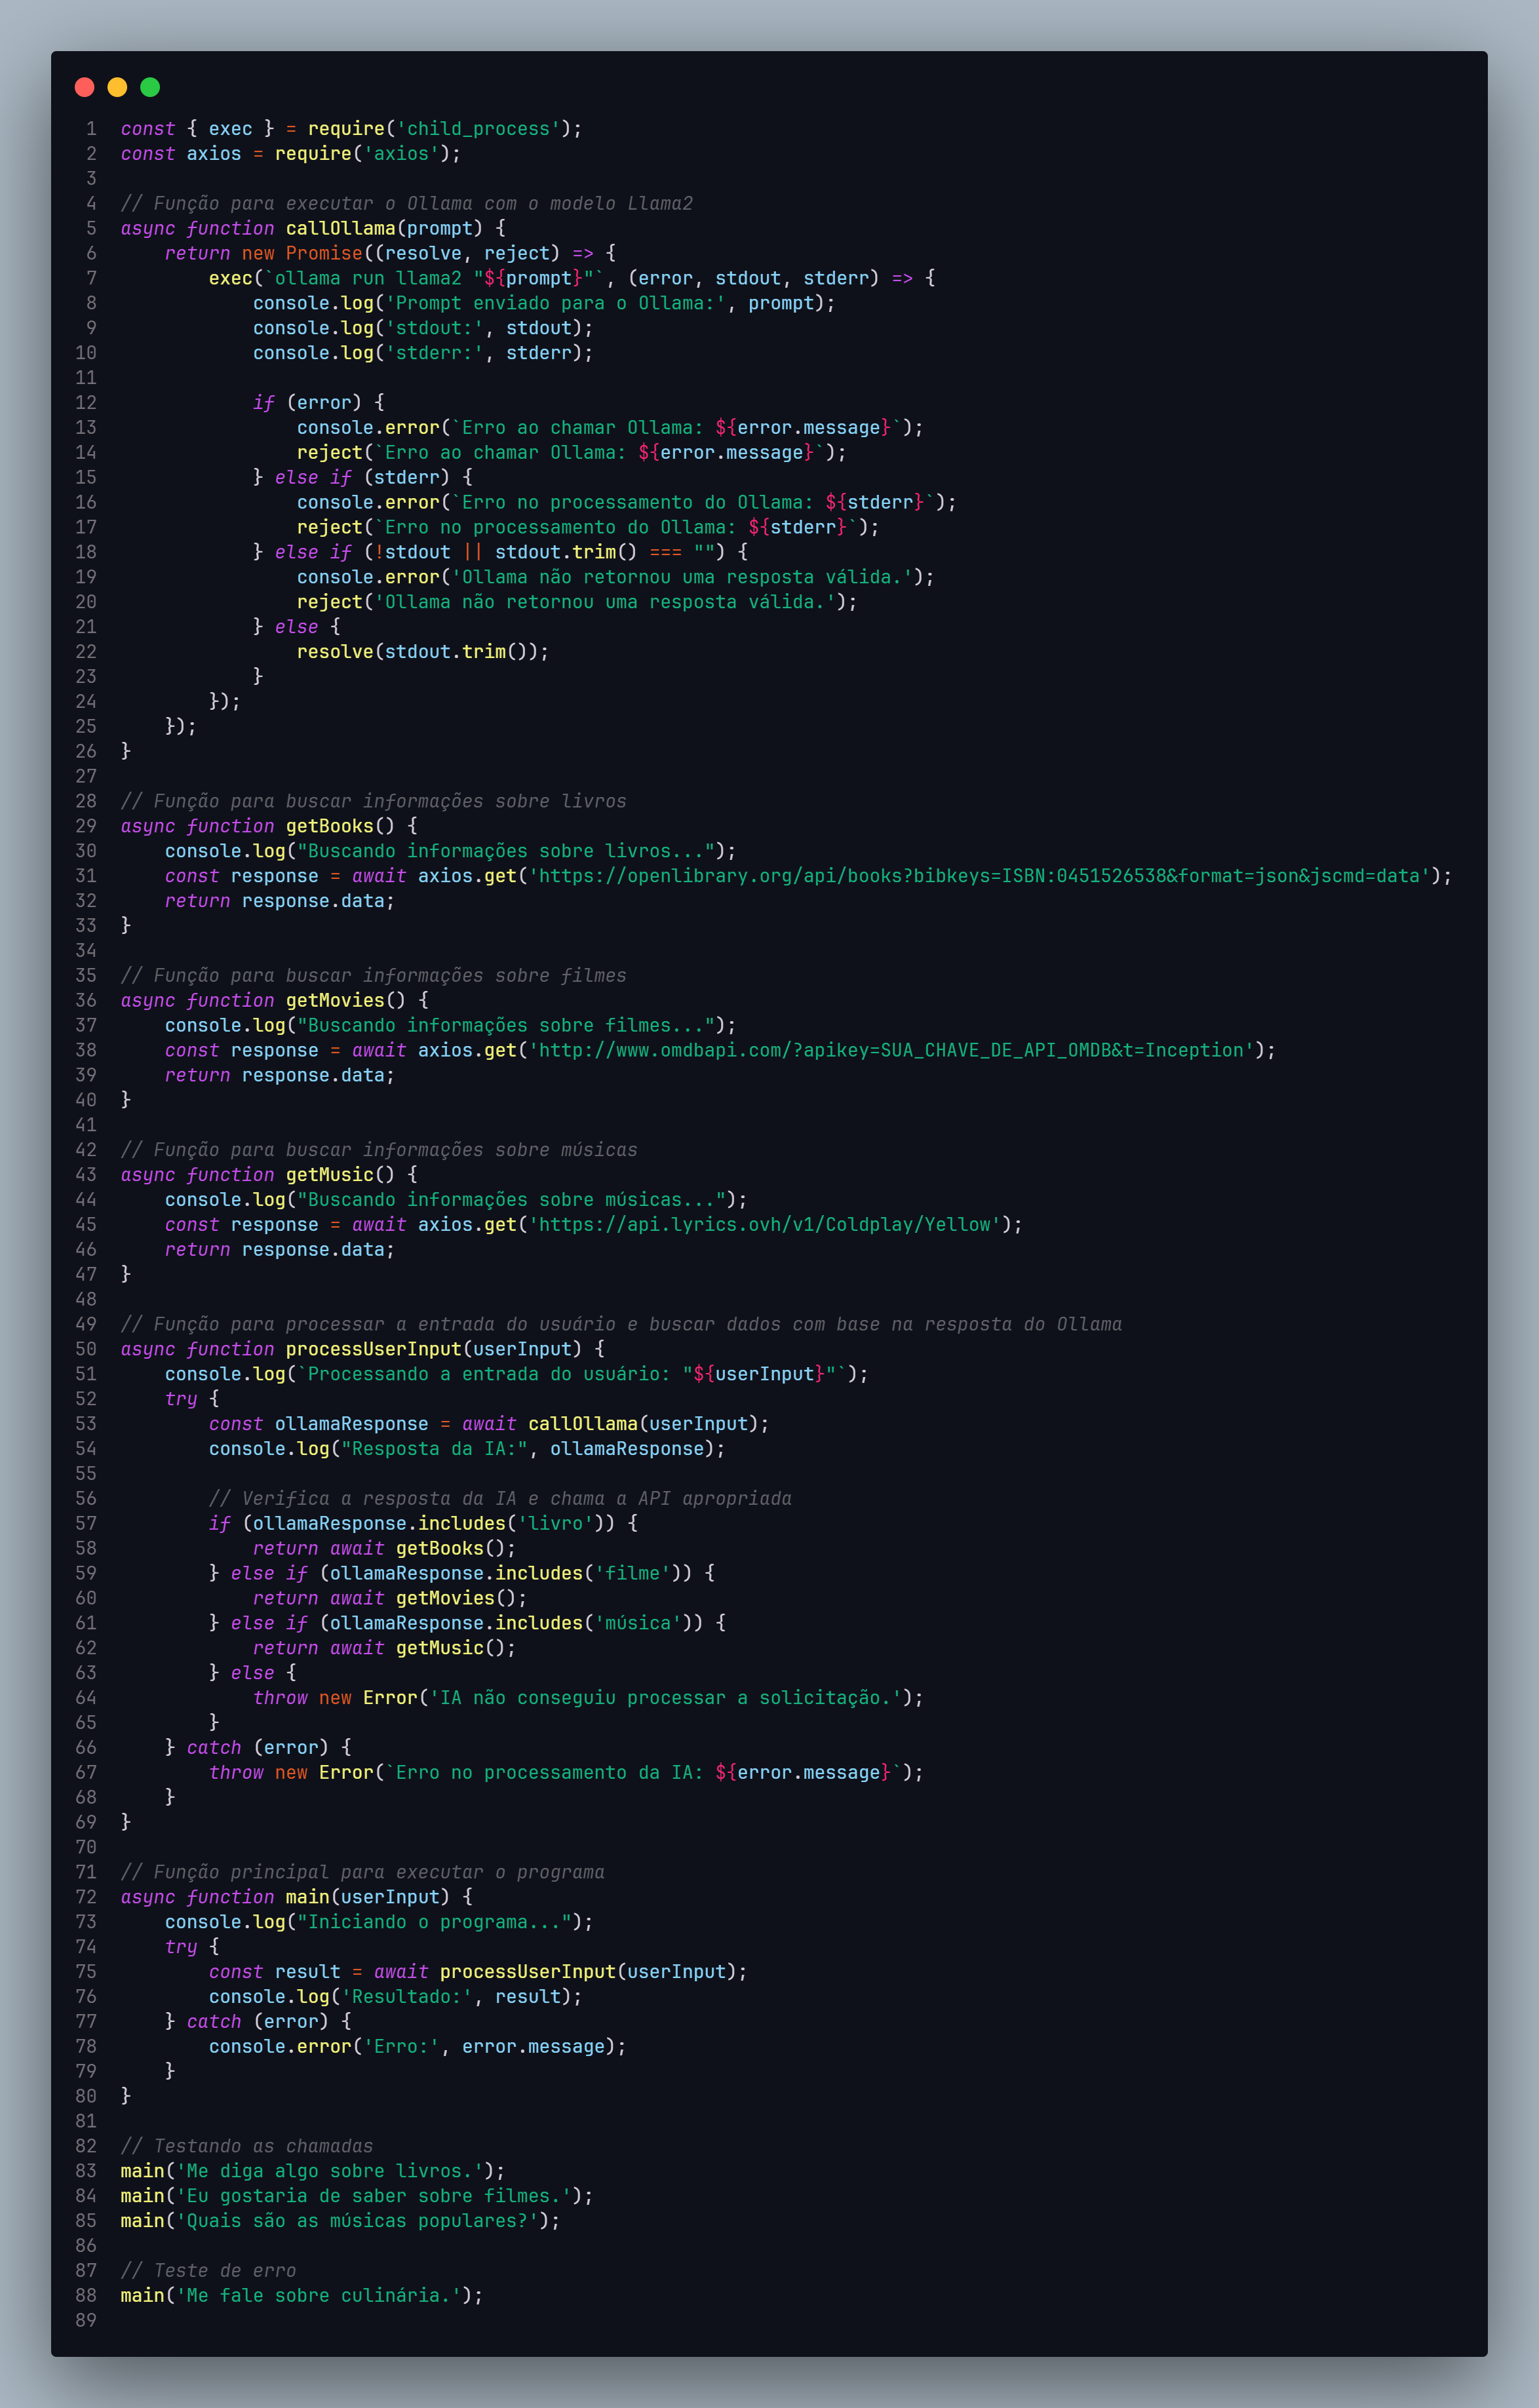 1 const { exec } = require('child_process');
2 const axios = require('axios');
3
4 // Função para executar o Ollama com o modelo Llama2
5 async function callOllama(prompt) {
6     return new Promise((resolve, reject) => {
7         exec(`ollama run llama2 "${prompt}"`, (error, stdout, stderr) => {
8             console.log('Prompt enviado para o Ollama:', prompt);
9             console.log('stdout:', stdout);
10             console.log('stderr:', stderr);
11
12             if (error) {
13                 console.error(`Erro ao chamar Ollama: ${error.message}`);
14                 reject(`Erro ao chamar Ollama: ${error.message}`);
15             } else if (stderr) {
16                 console.error(`Erro no processamento do Ollama: ${stderr}`);
17                 reject(`Erro no processamento do Ollama: ${stderr}`);
18             } else if (!stdout || stdout.trim() === "") {
19                 console.error('Ollama não retornou uma resposta válida.');
20                 reject('Ollama não retornou uma resposta válida.');
21             } else {
22                 resolve(stdout.trim());
23             }
24         });
25     });
26 }
27
28 // Função para buscar informações sobre livros
29 async function getBooks() {
30     console.log("Buscando informações sobre livros...");
31     const response = await axios.get('https://openlibrary.org/api/books?bibkeys=ISBN:0451526538&format=json&jscmd=data');
32     return response.data;
33 }
34
35 // Função para buscar informações sobre filmes
36 async function getMovies() {
37     console.log("Buscando informações sobre filmes...");
38     const response = await axios.get('http://www.omdbapi.com/?apikey=SUA_CHAVE_DE_API_OMDB&t=Inception');
39     return response.data;
40 }
41
42 // Função para buscar informações sobre músicas
43 async function getMusic() {
44     console.log("Buscando informações sobre músicas...");
45     const response = await axios.get('https://api.lyrics.ovh/v1/Coldplay/Yellow');
46     return response.data;
47 }
48
49 // Função para processar a entrada do usuário e buscar dados com base na resposta do Ollama
50 async function processUserInput(userInput) {
51     console.log(`Processando a entrada do usuário: "${userInput}"`);
52     try {
53         const ollamaResponse = await callOllama(userInput);
54         console.log("Resposta da IA:", ollamaResponse);
55
56         // Verifica a resposta da IA e chama a API apropriada
57         if (ollamaResponse.includes('livro')) {
58             return await getBooks();
59         } else if (ollamaResponse.includes('filme')) {
60             return await getMovies();
61         } else if (ollamaResponse.includes('música')) {
62             return await getMusic();
63         } else {
64             throw new Error('IA não conseguiu processar a solicitação.');
65         }
66     } catch (error) {
67         throw new Error(`Erro no processamento da IA: ${error.message}`);
68     }
69 }
70
71 // Função principal para executar o programa
72 async function main(userInput) {
73     console.log("Iniciando o programa...");
74     try {
75         const result = await processUserInput(userInput);
76         console.log('Resultado:', result);
77     } catch (error) {
78         console.error('Erro:', error.message);
79     }
80 }
81
82 // Testando as chamadas
83 main('Me diga algo sobre livros.');
84 main('Eu gostaria de saber sobre filmes.');
85 main('Quais são as músicas populares?');
86
87 // Teste de erro
88 main('Me fale sobre culinária.');
89